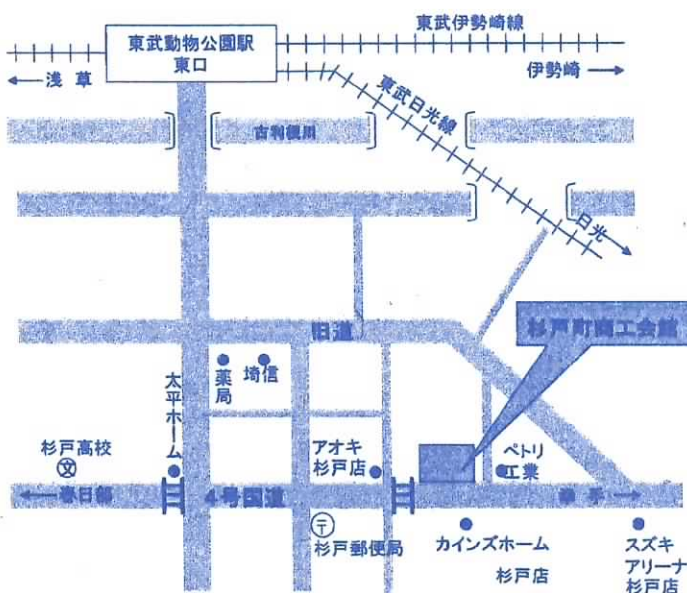 東武動物公園駅
東口
東武伊勢崎線
←浅草
伊勢崎→
東武日光線
古利根川
日光
旧道
杉戸町商工会館
薬局
埼信
太平ホーム
杉戸高校
文
アオキ
杉戸店
ペトリ
工業
←春日部
4号国道
幸手→
〒
杉戸郵便局
カインズホーム
杉戸店
スズキ
アリーナ
杉戸店